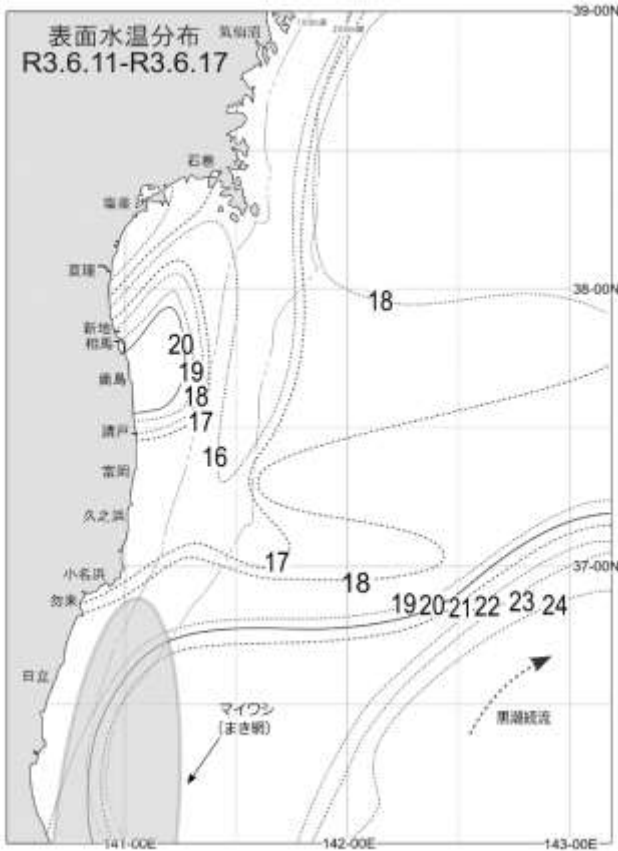 39-00N
表面水温分布
R3.6.11-R3.6.17
気仙沼
100m
200m
石巻
塩釜
亘理
38-00N
18
新地
相馬
鹿島
20
19
18
請戸
17
16
富岡
久之浜
小名浜
勿来
17
18
37-00N
19
20
21
22
23
24
日立
マイワシ
(まき網)
黒潮続流
141-00E
142-00E
143-00E